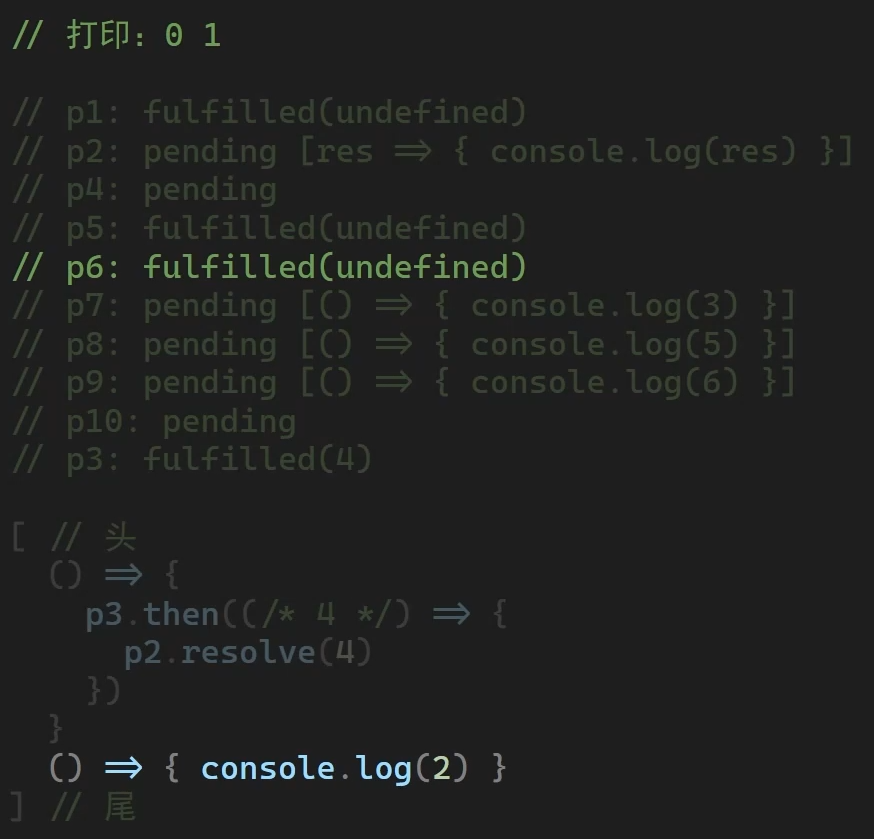 // 打印: 0 1
// p1: fulfilled(undefined)
// p2: pending [res => { console.log(res) }]
// p4: pending
// p5: fulfilled(undefined)
// p6: fulfilled(undefined)
// p7: pending [() => { console.log(3) }]
// p8: pending [() => { console.log(5) }]
// p9: pending [() => { console.log(6) }]
// p10: pending
// p3: fulfilled(4)
[ // 头
() => {
p3.then((/* 4 */) => {
p2.resolve(4)
})
}
() => { console.log(2) }
] // 尾